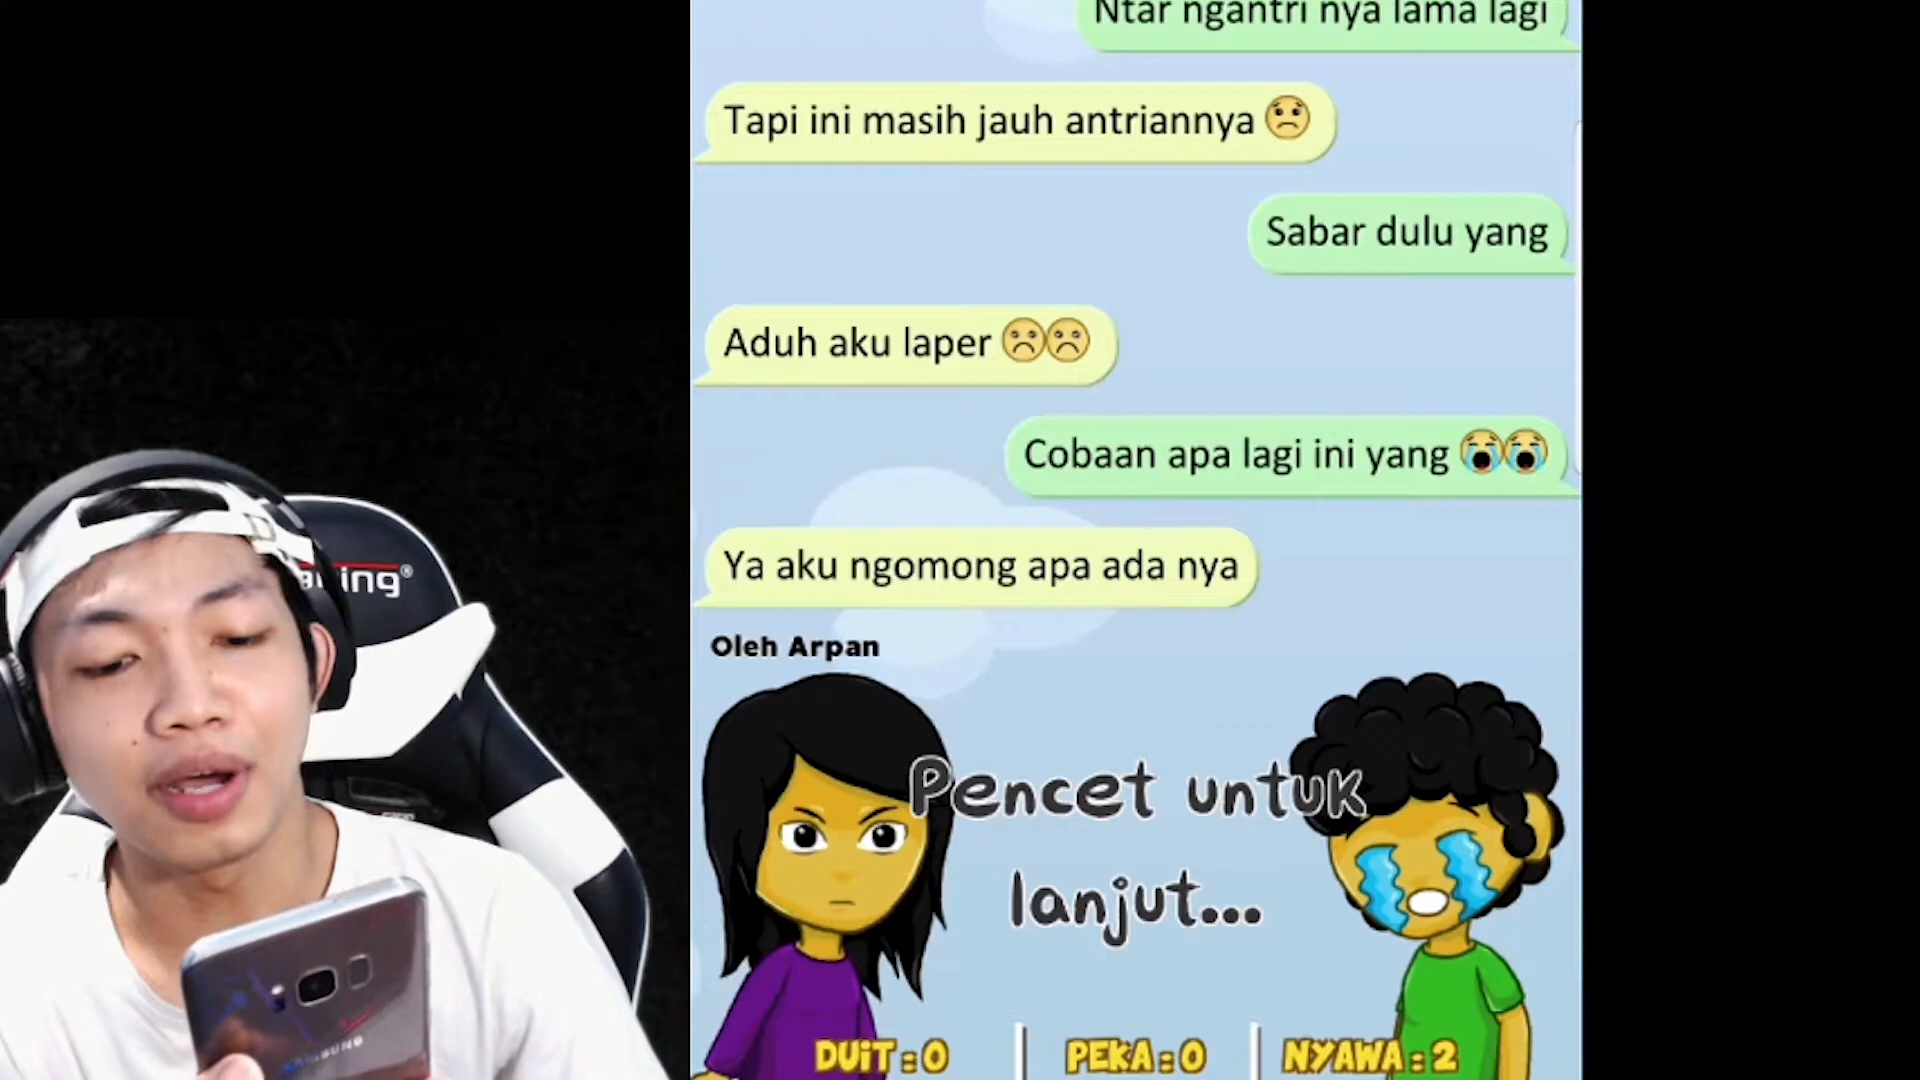 Ntar ngantri nya lama lagi
Tapi ini masih jauh antriannya
Sabar dulu yang
Aduh aku laper
Cobaan apa lagi ini yang
Ya aku ngomong apa ada nya
Oleh Arpan
Pencet untuk
lanjut...
DUiT : 0
PEKA : 0
NYAWA : 2
SAMSUNG